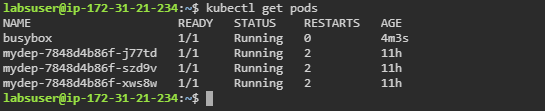 labsuser@ip-172-31-21-234:~$ kubectl get pods
NAME READY STATUS RESTARTS AGE
busybox 1/1 Running 0 4m3s
mydep-7848d4b86f-j77td 1/1 Running 2 11h
mydep-7848d4b86f-szd9v 1/1 Running 2 11h
mydep-7848d4b86f-xws8w 1/1 Running 2 11h
labsuser@ip-172-31-21-234:~$